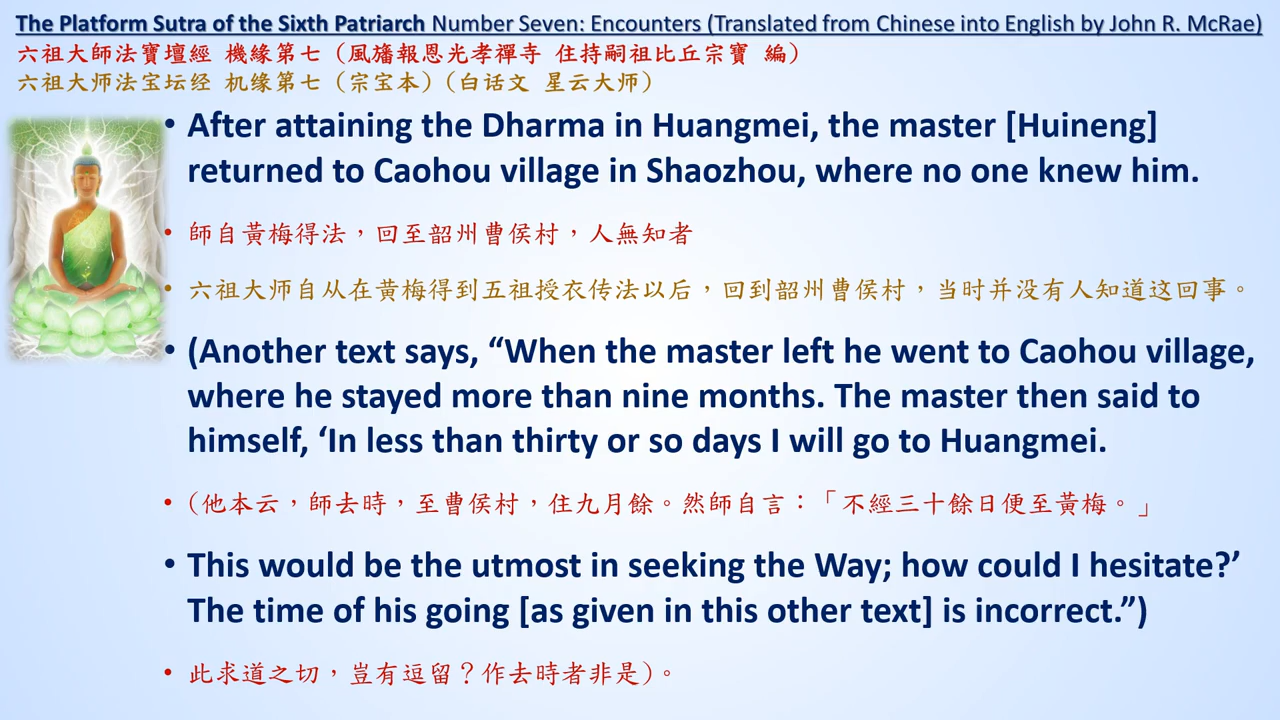 The Platform Sutra of the Sixth Patriarch Number Seven: Encounters (Translated from Chinese into English by John R. McRae)
六祖大師法寶壇經 機緣第七（風旛報恩光孝禪寺 住持嗣祖比丘宗寶 編）
六祖大师法宝坛经 机缘第七（宗宝本）（白话文 星云大师）
• After attaining the Dharma in Huangmei, the master [Huineng]
returned to Caohou village in Shaozhou, where no one knew him.
• 師自黃梅得法，回至韶州曹侯村，人無知者
• 六祖大师自从在黄梅得到五祖授衣传法以后，回到韶州曹侯村，当时并没有人知道这回事。
• (Another text says, “When the master left he went to Caohou village,
where he stayed more than nine months. The master then said to
himself, ‘In less than thirty or so days I will go to Huangmei.
• （他本云，師去時，至曹侯村，住九月餘。然師自言：「不經三十餘日便至黃梅。」
• This would be the utmost in seeking the Way; how could I hesitate?’
The time of his going [as given in this other text] is incorrect.”)
• 此求道之切，豈有逗留？作去時者非是）。